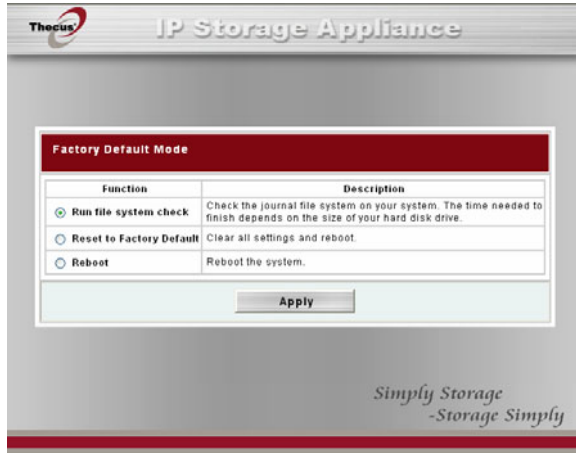 Thecus
IP Storage Appliance
Factory Default Mode
Function Description
Run file system check Check the journal file system on your system. The time needed to
finish depends on the size of your hard disk drive.
Reset to Factory Default Clear all settings and reboot.
Reboot Reboot the system.
Apply
Simply Storage
-Storage Simply